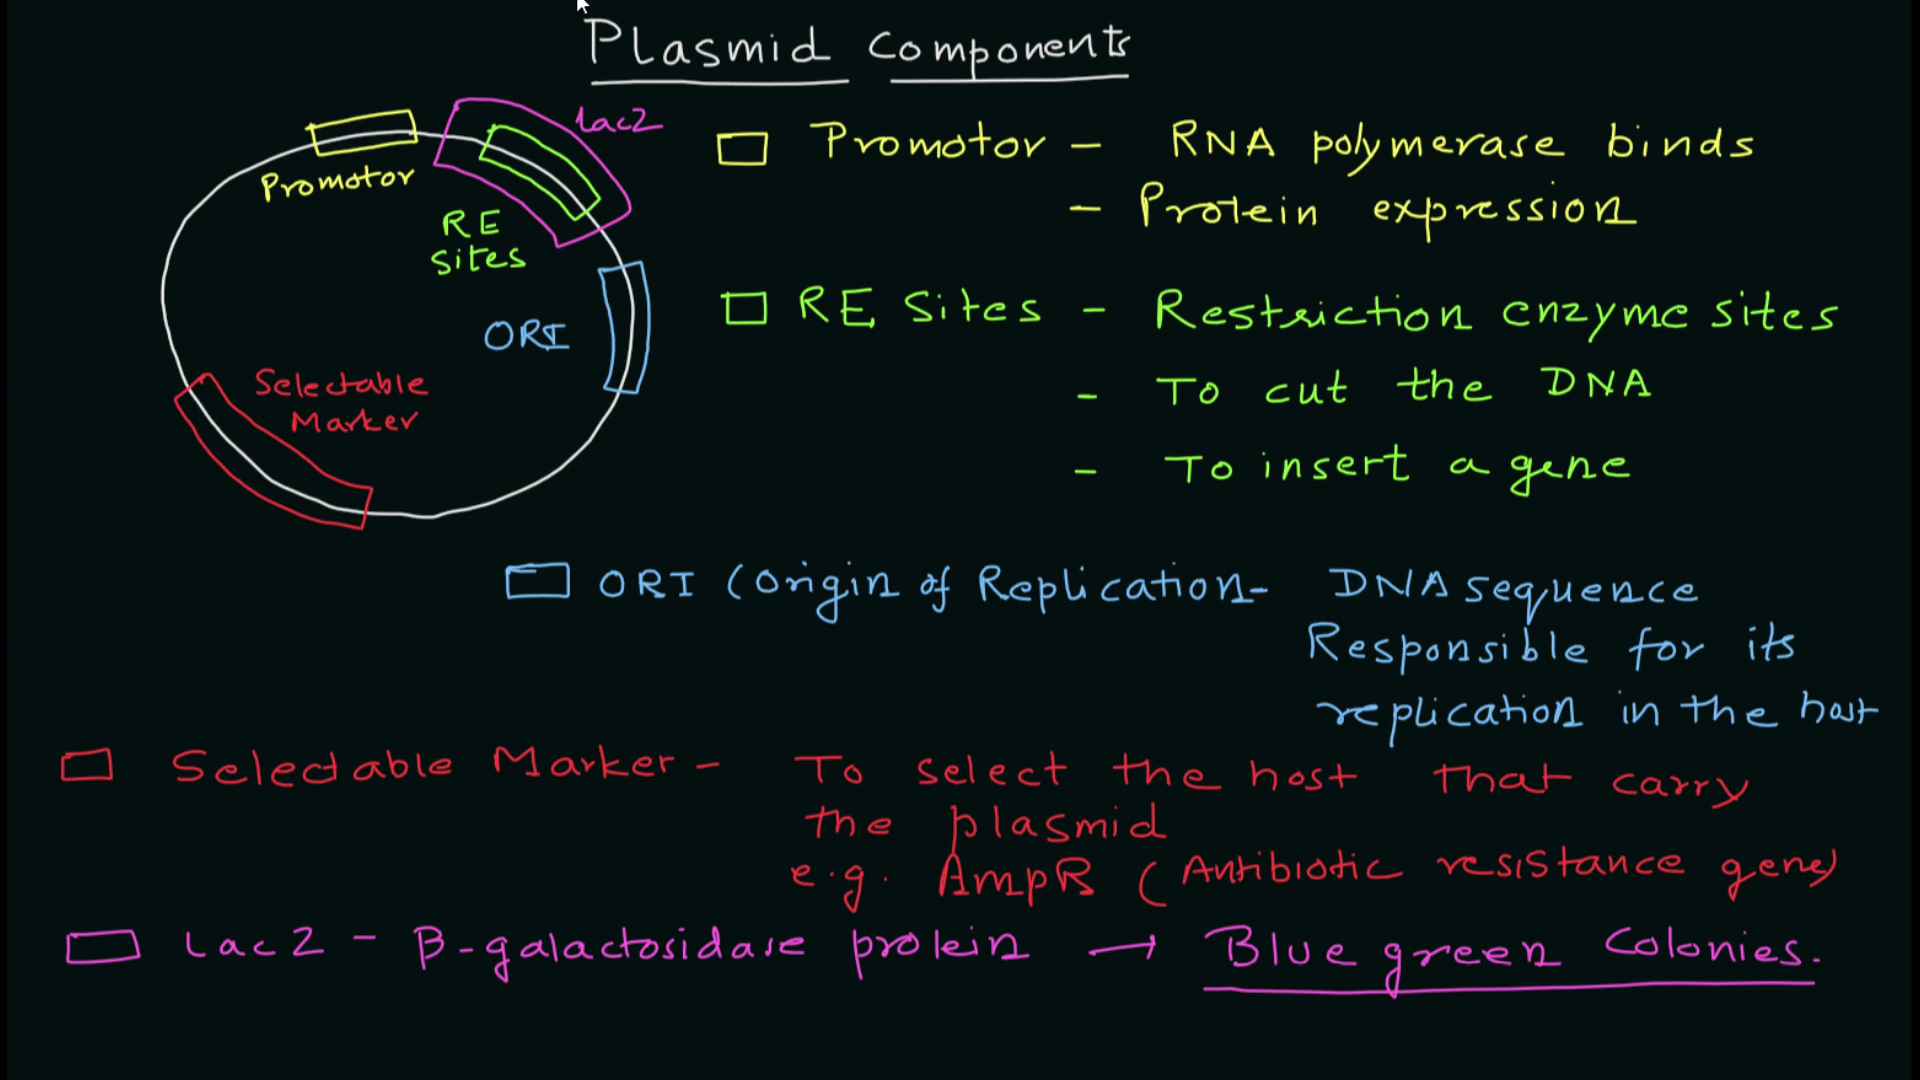 Plasmid Components
Lac2
Promotor
RE
Sites
ORI
Selectable
Marker
Promotor - RNA polymerase binds
- Protein expression
RE Sites - Restriction enzyme sites
- To cut the DNA
- To insert a gene
ORI (Origin of Replication- DNA sequence
Responsible for its
replication in the host
Selectable Marker - To select the host that carry
the plasmid
e.g. AmpR (Antibiotic resistance gene)
Lac2 - β-galactosidase protein → Blue green Colonies.